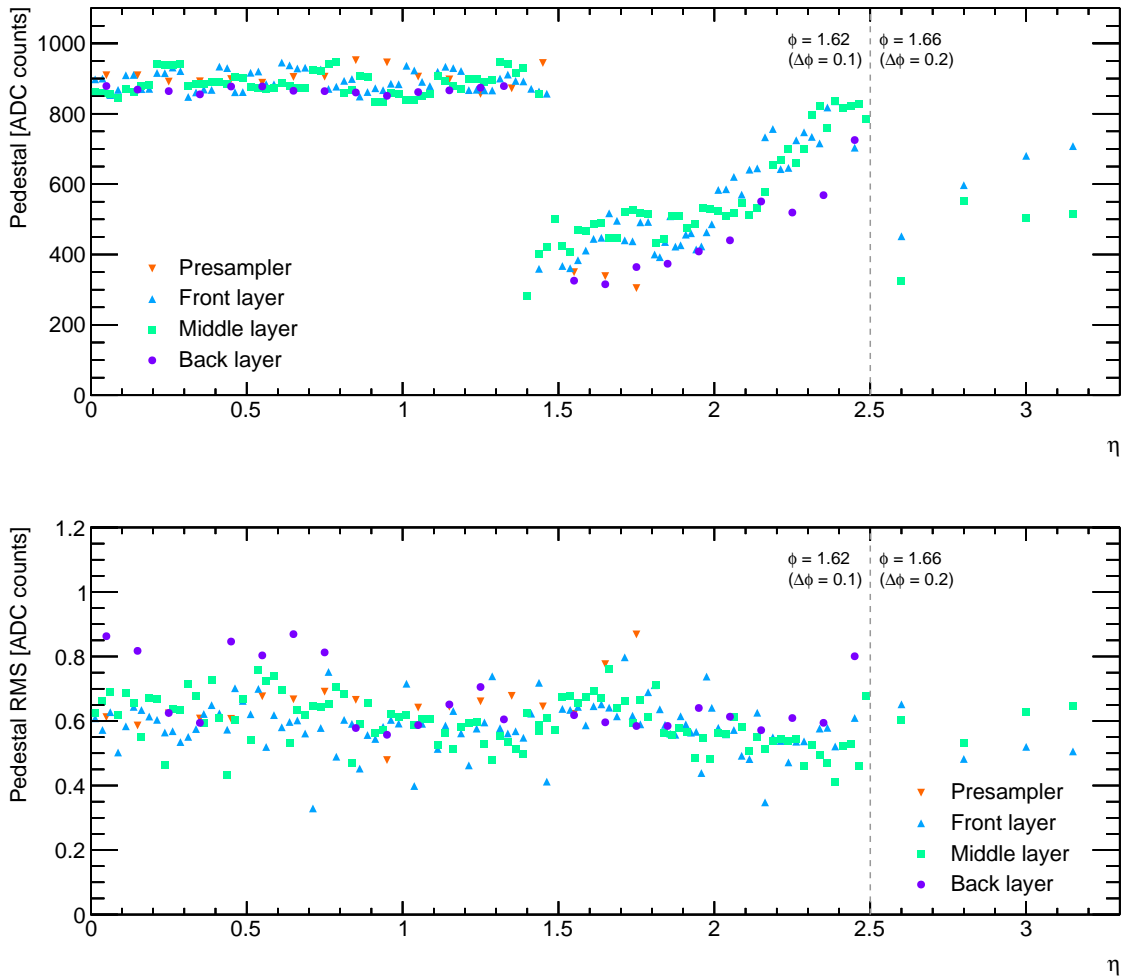 Pedestal [ADC counts]
1000
800
600
400
200
0
ϕ = 1.62
(Δϕ = 0.1)
ϕ = 1.66
(Δϕ = 0.2)
Presampler
Front layer
Middle layer
Back layer
0 0.5 1 1.5 2 2.5 3
η
Pedestal RMS [ADC counts]
1.2
1
0.8
0.6
0.4
0.2
0
ϕ = 1.62
(Δϕ = 0.1)
ϕ = 1.66
(Δϕ = 0.2)
Presampler
Front layer
Middle layer
Back layer
0 0.5 1 1.5 2 2.5 3
η